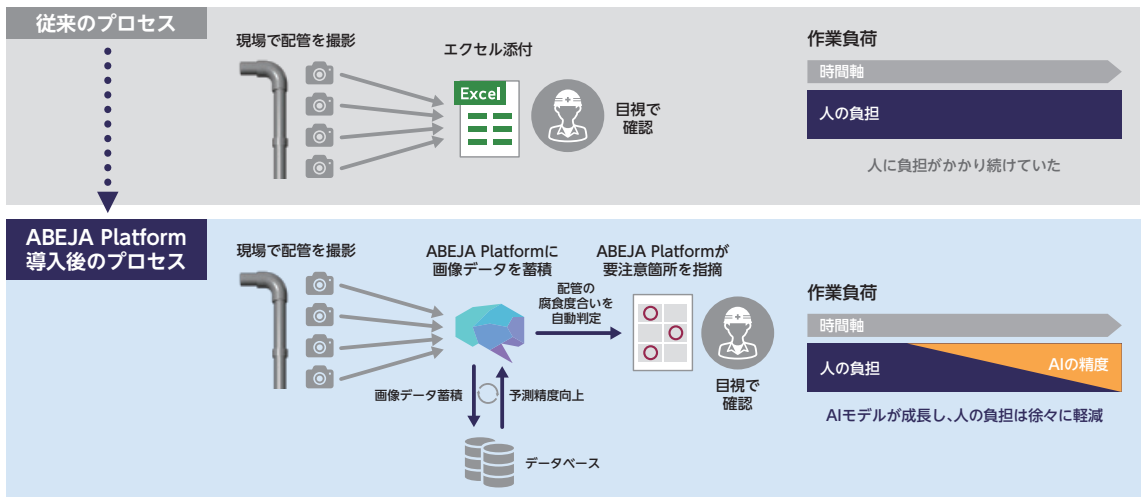 従来のプロセス
現場で配管を撮影
エクセル添付
Excel
目視で
確認
作業負荷
時間軸
人の負担
人に負担がかかり続けていた
ABEJA Platform
導入後のプロセス
現場で配管を撮影
ABEJA Platformに
画像データを蓄積
配管の
腐食度合いを
自動判定
ABEJA Platformが
要注意箇所を指摘
目視で
確認
画像データ蓄積
予測精度向上
データベース
作業負荷
時間軸
人の負担
AIの精度
AIモデルが成長し、人の負担は徐々に軽減